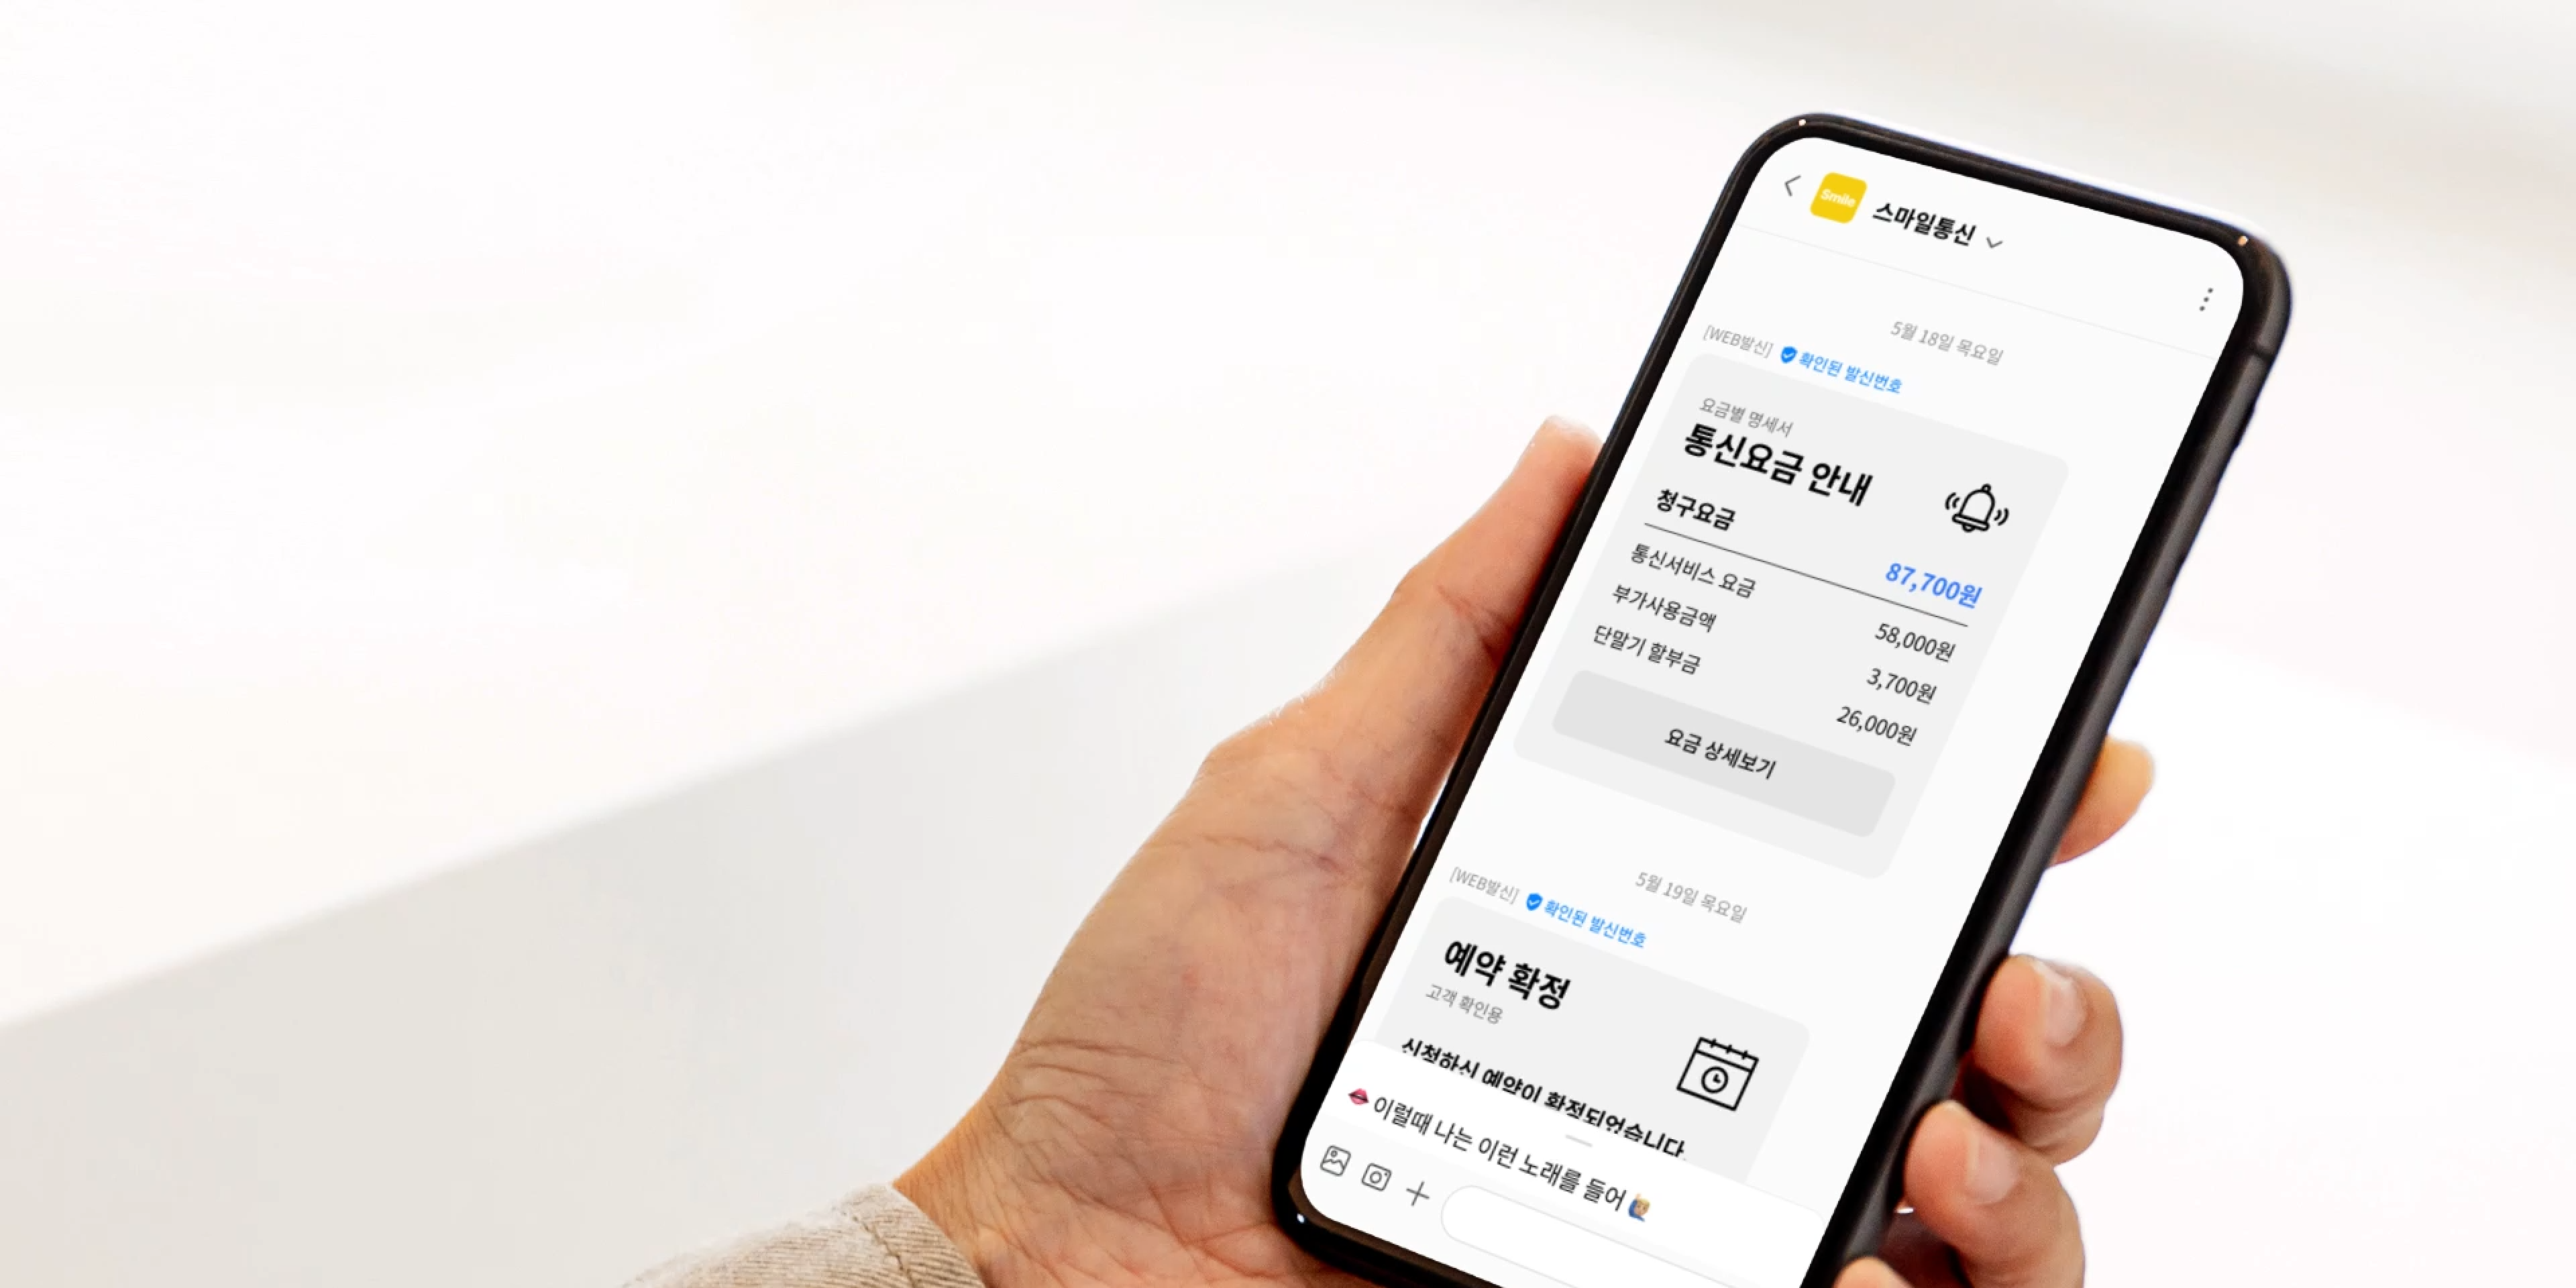 Smile
스마일통신
5월 18일 목요일
[WEB발신] 확인된 발신번호
요금별 명세서
통신요금 안내
청구요금
87,700원
통신서비스 요금 58,000원
부가사용금액 3,700원
단말기 할부금 26,000원
요금 상세보기
5월 19일 목요일
[WEB발신] 확인된 발신번호
예약 확정
고객 확인용
신청하신 예약이 확정되었습니다.
이럴때 나는 이런 노래를 들어